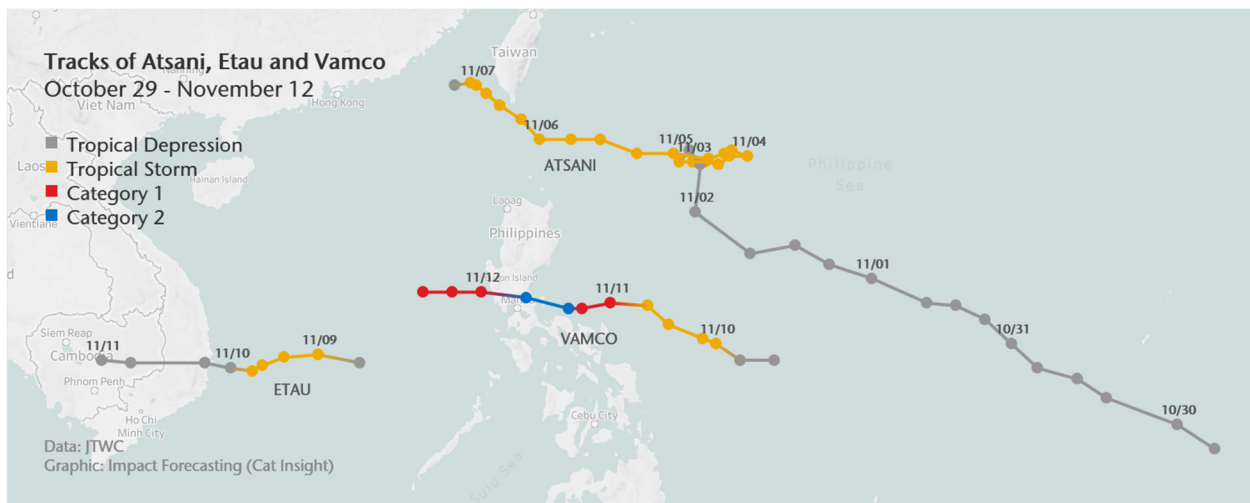 Tracks of Atsani, Etau and Vamco
October 29 - November 12
Tropical Depression
Tropical Storm
Category 1
Category 2
Taiwan
Nanning
Viet Nam
Hong Kong
Laos
Hainan Island
Vientiane
Philippine
Sea
Laoag
Philippines
11/07
11/06
11/05
11/03
11/04
ATSANI
11/02
11/01
10/31
10/30
11/12
11/11
11/10
VAMCO
11/11
11/10
11/09
ETAU
Siem Reap
Cambodia
Phnom Penh
Ho Chi
Minh City
Cebu City
Sulu Sea
d
Data: JTWC
Graphic: Impact Forecasting (Cat Insight)